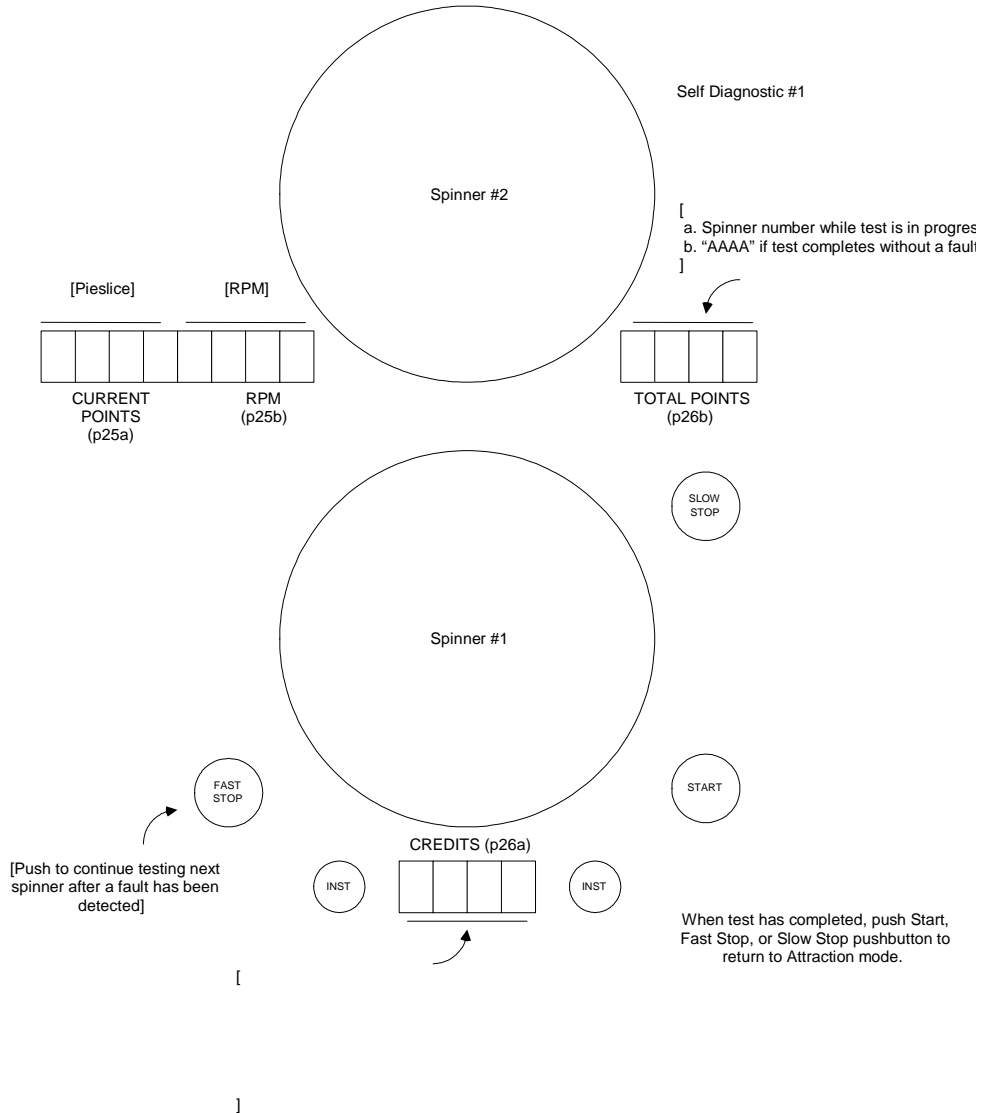 Self Diagnostic #1
Spinner #2
[
a. Spinner number while test is in progres
b. “AAAA” if test completes without a fault
]
[Pieslice]
[RPM]
CURRENT
POINTS
(p25a)
RPM
(p25b)
TOTAL POINTS
(p26b)
SLOW
STOP
Spinner #1
FAST
STOP
START
[Push to continue testing next
spinner after a fault has been
detected]
CREDITS (p26a)
INST
INST
When test has completed, push Start,
Fast Stop, or Slow Stop pushbutton to
return to Attraction mode.
[
]